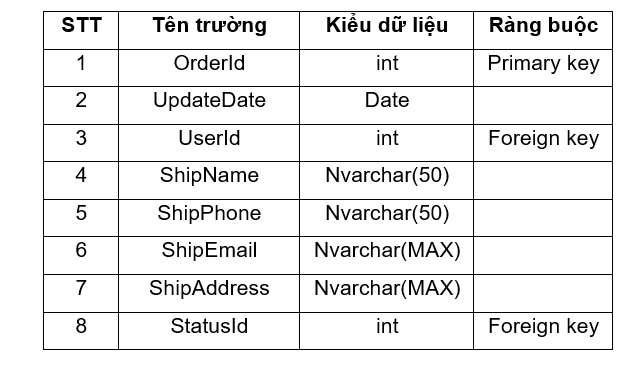 STT Tên trường Kiểu dữ liệu Ràng buộc
1 OrderId int Primary key
2 UpdateDate Date
3 UserId int Foreign key
4 ShipName Nvarchar(50)
5 ShipPhone Nvarchar(50)
6 ShipEmail Nvarchar(MAX)
7 ShipAddress Nvarchar(MAX)
8 StatusId int Foreign key